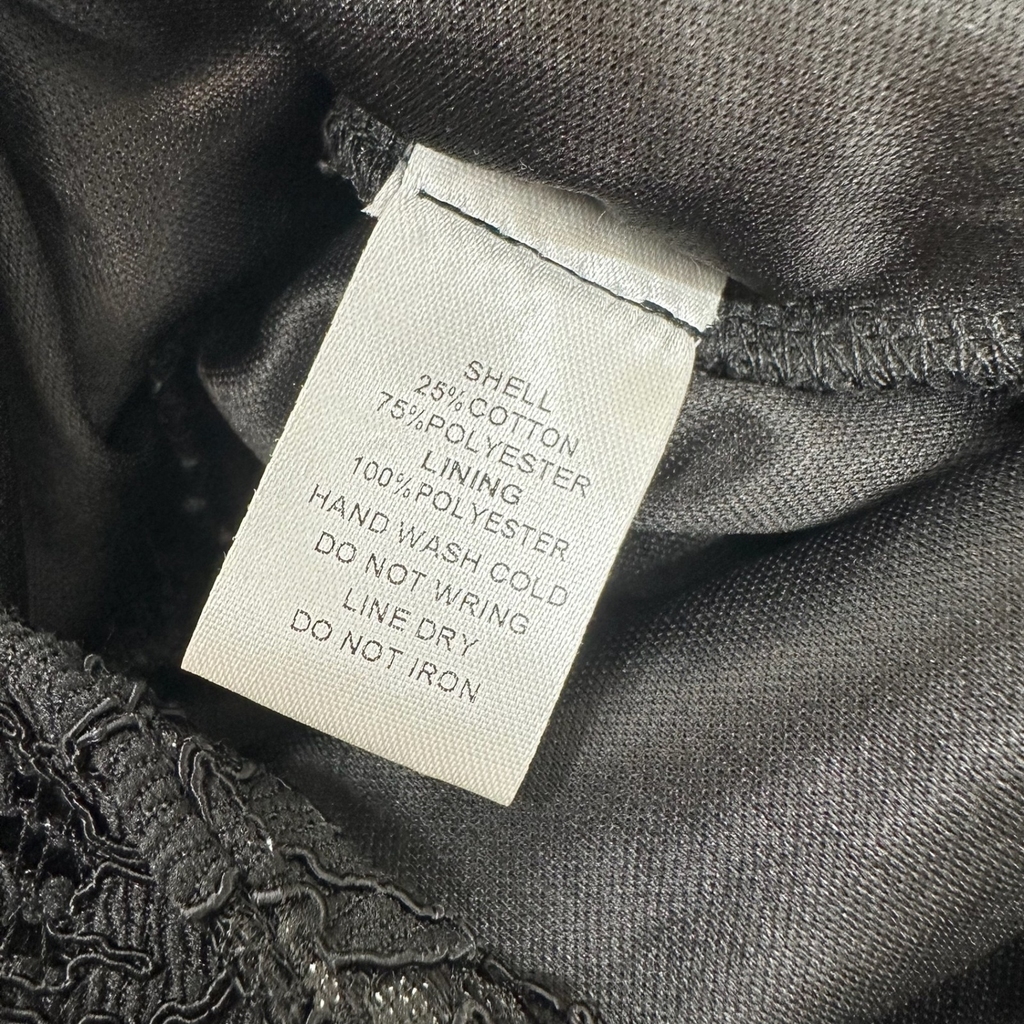 SHELL
25%COTTON
75%POLYESTER
LINING
100%POLYESTER
HAND WASH COLD
DO NOT WRING
LINE DRY
DO NOT IRON